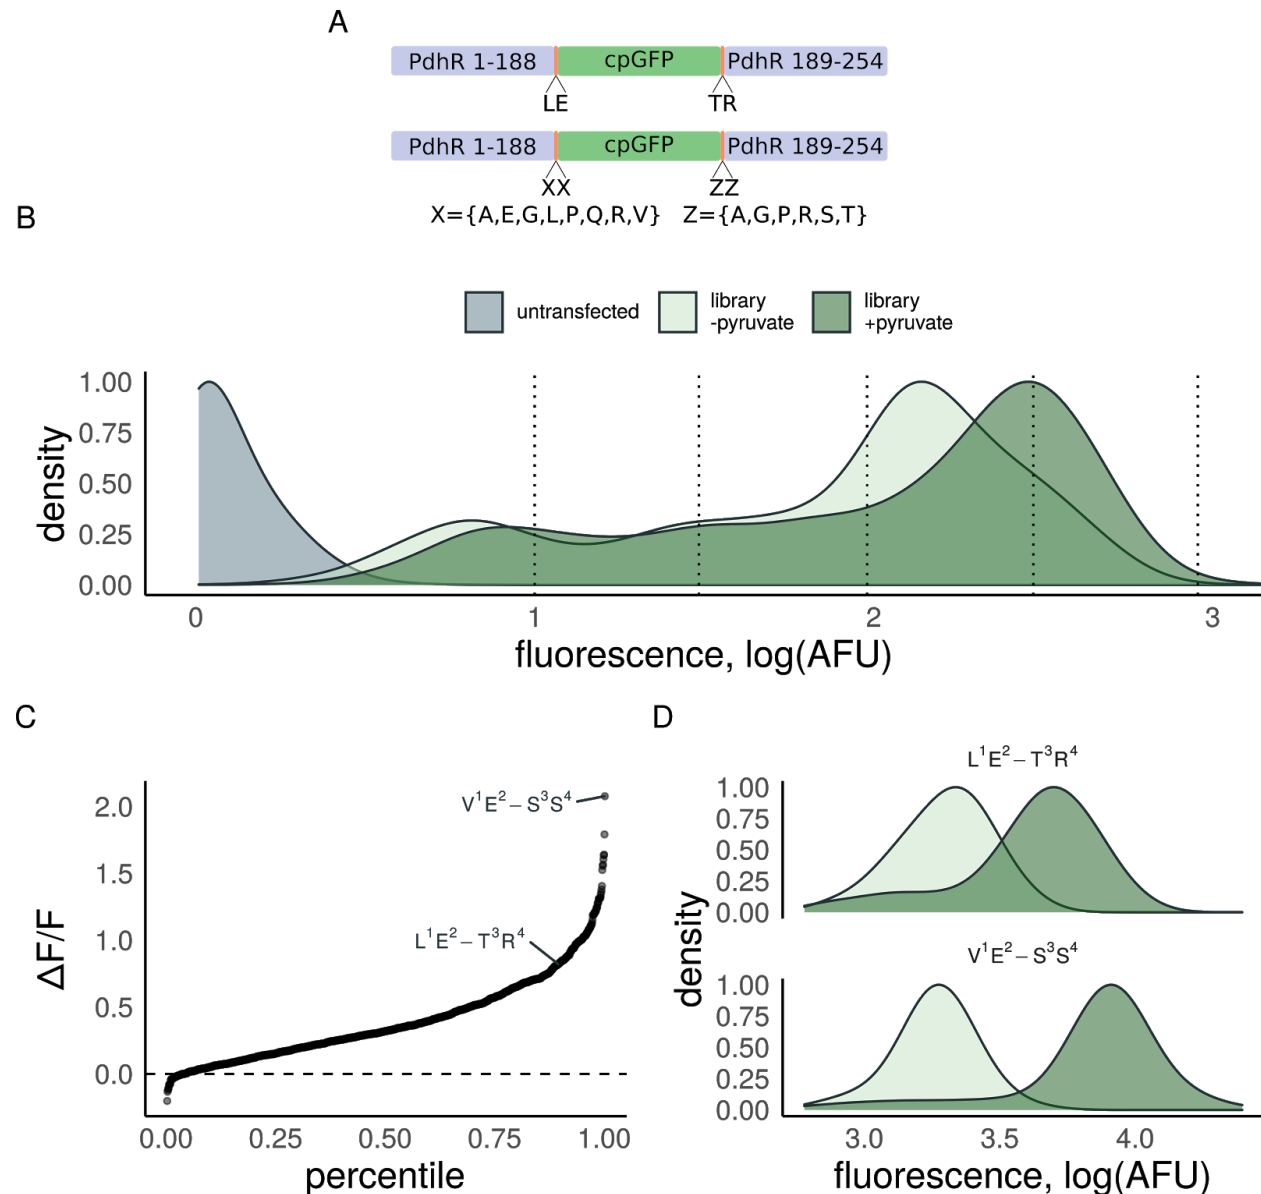 A
PdhR 1-188 cpGFP PdhR 189-254
LE TR
PdhR 1-188 cpGFP PdhR 189-254
XX ZZ
X={A,E,G,L,P,Q,R,V} Z={A,G,P,R,S,T}
B
untransfected
library
-pyruvate
library
+pyruvate
density
1.00
0.75
0.50
0.25
0.00
0 1 2 3
fluorescence, log(AFU)
C
ΔF/F
2.0
1.5
1.0
0.5
0.0
V¹E²–S³S⁴
L¹E²–T³R⁴
0.00 0.25 0.50 0.75 1.00
percentile
D
density
L¹E²–T³R⁴
1.00
0.75
0.50
0.25
0.00
V¹E²–S³S⁴
1.00
0.75
0.50
0.25
0.00
3.0 3.5 4.0
fluorescence, log(AFU)